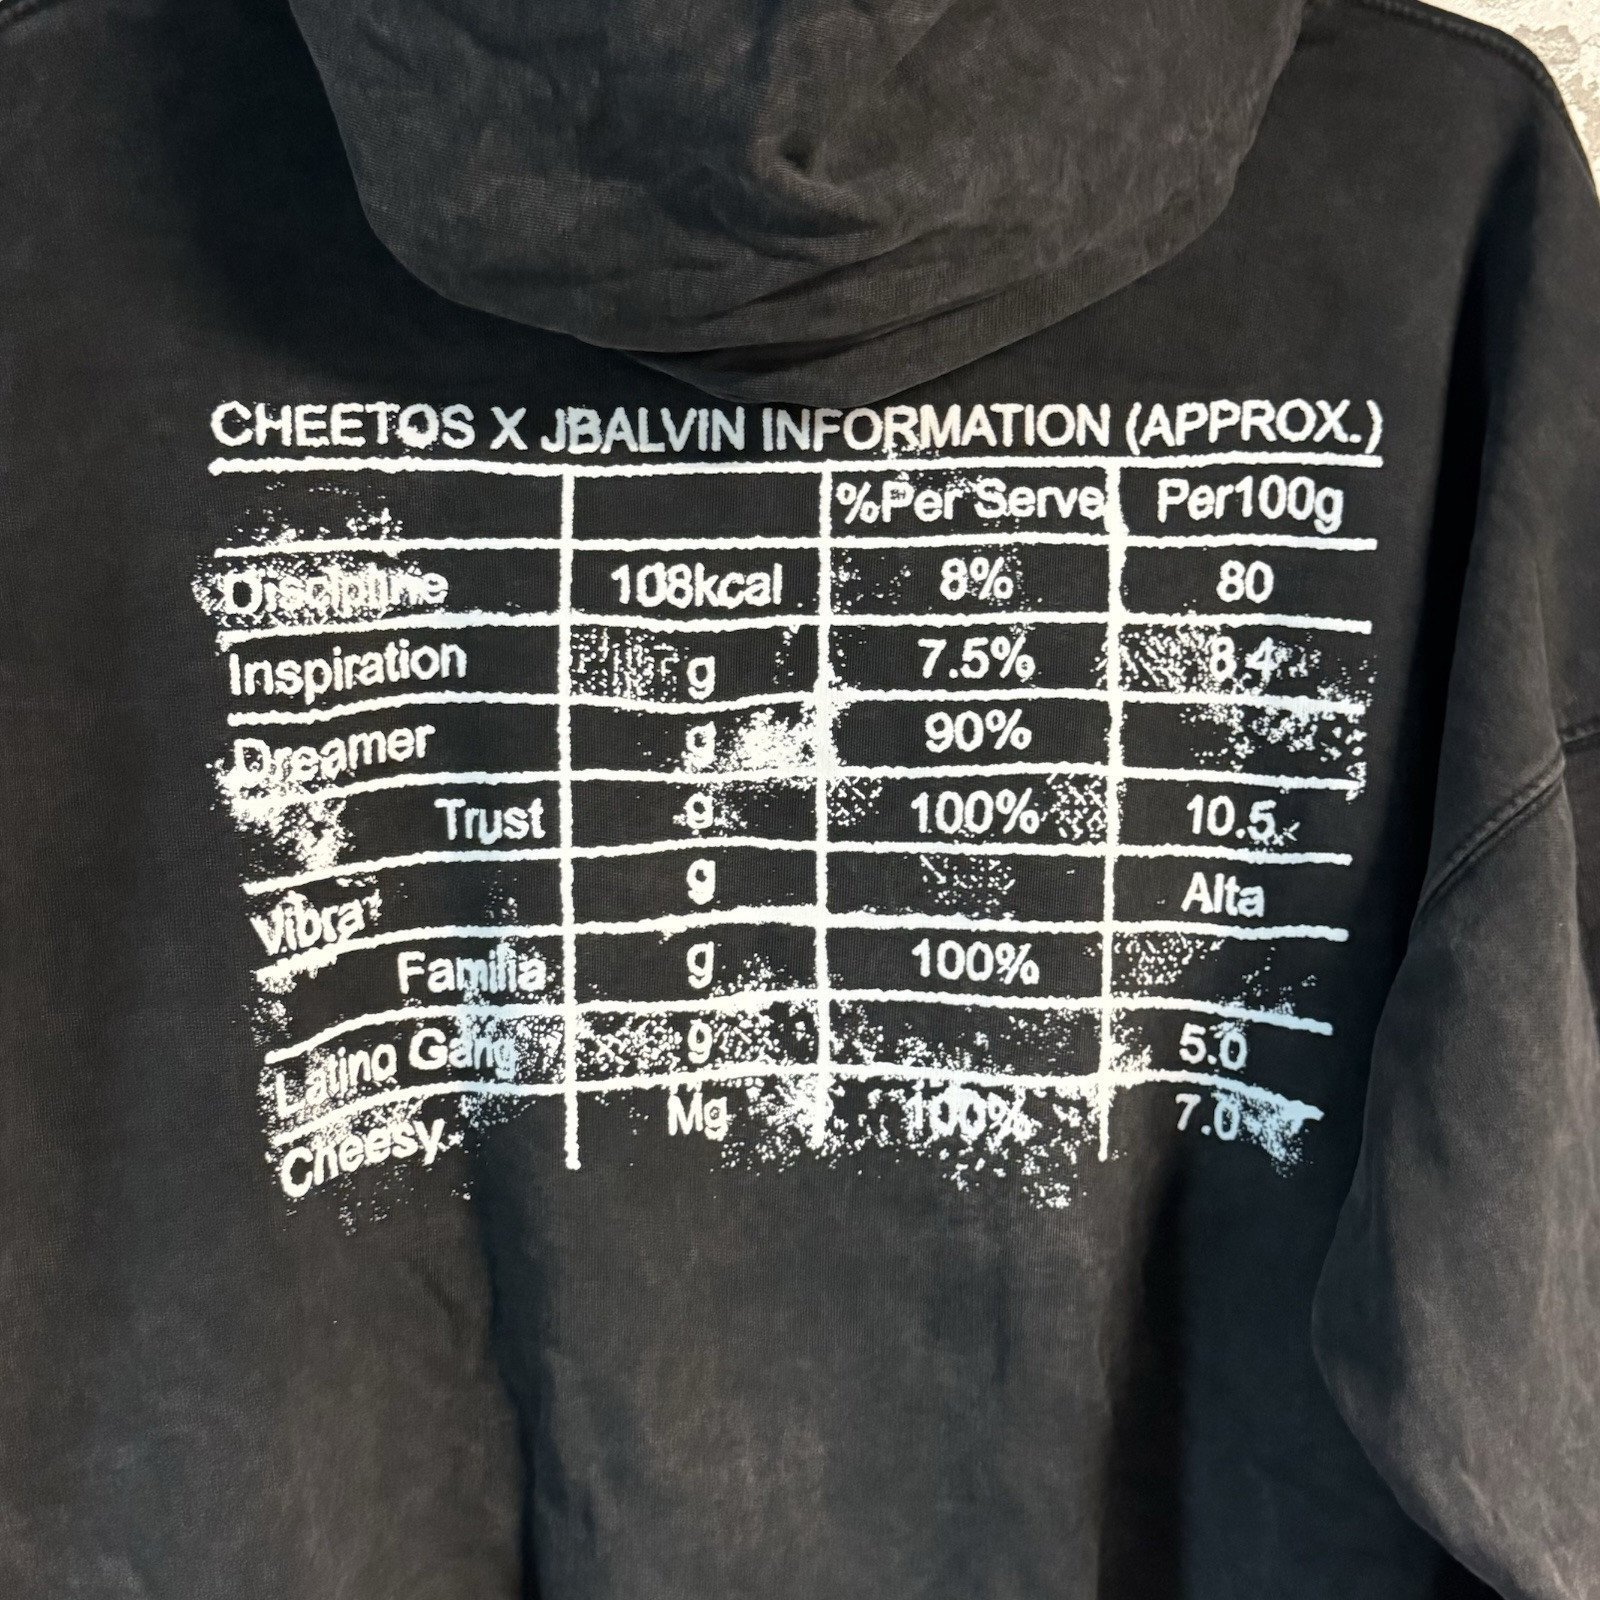 CHEETOS X JBALVIN INFORMATION (APPROX.)
%Per Serve Per100g
Discipline 108kcal 8% 80
Inspiration g 7.5% 8.4
Dreamer g 90%
Trust g 100% 10.5
Vibra g Alta
Familia g 100%
Latino Gang g 5.0
Cheesy Mg 100% 7.0